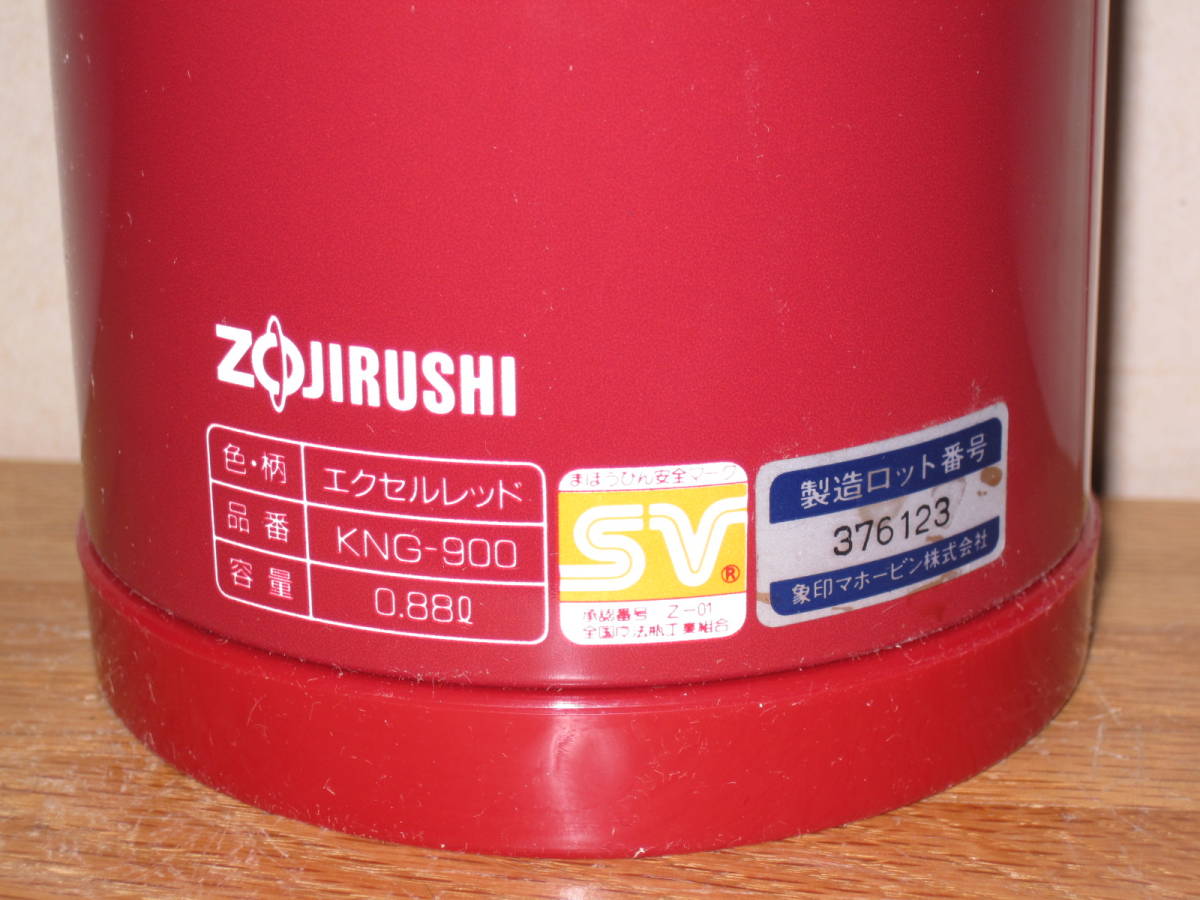 ZOJIRUSHI
色・柄 エクセルレッド
品番 KNG-900
容量 0.88ℓ
まほうびん安全マーク
SV®
承認番号 Z-01
全国魔法瓶工業組合
製造ロット番号
376123
象印マホービン株式会社